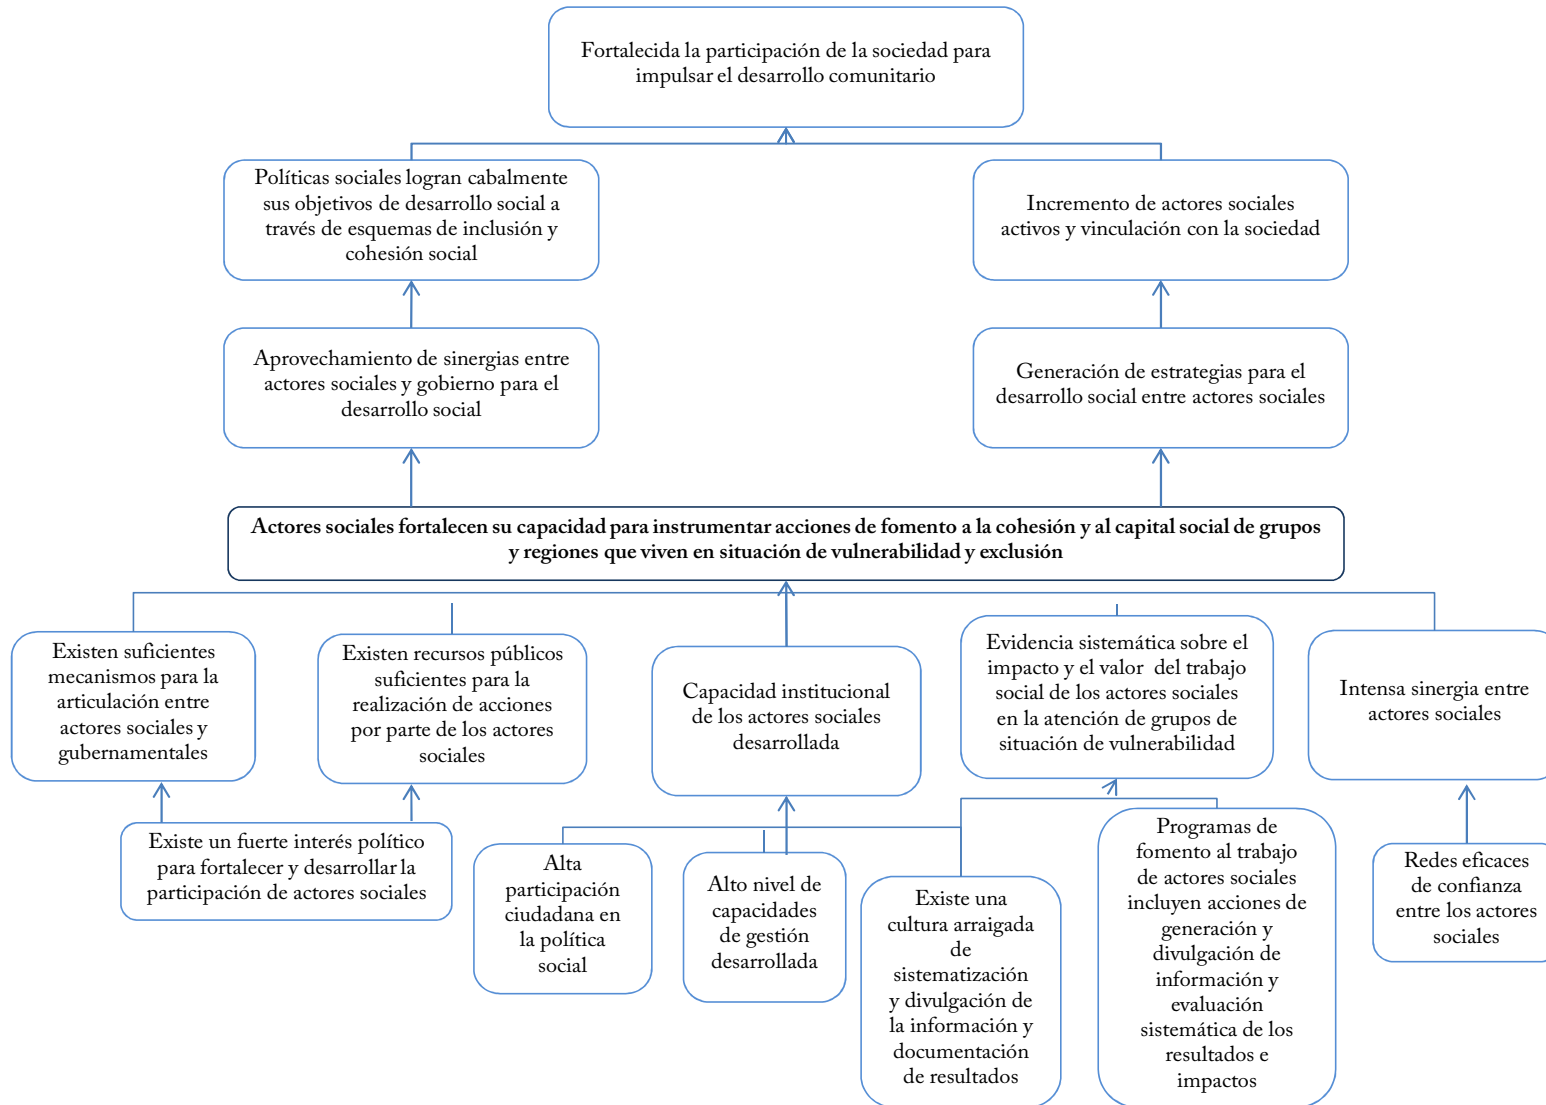 Fortalecida la participación de la sociedad para
impulsar el desarrollo comunitario
Políticas sociales logran cabalmente
sus objetivos de desarrollo social a
través de esquemas de inclusión y
cohesión social
Incremento de actores sociales
activos y vinculación con la sociedad
Aprovechamiento de sinergias entre
actores sociales y gobierno para el
desarrollo social
Generación de estrategias para el
desarrollo social entre actores sociales
Actores sociales fortalecen su capacidad para instrumentar acciones de fomento a la cohesión y al capital social de grupos
y regiones que viven en situación de vulnerabilidad y exclusión
Existen suficientes
mecanismos para la
articulación entre
actores sociales y
gubernamentales
Existen recursos públicos
suficientes para la
realización de acciones
por parte de los actores
sociales
Capacidad institucional
de los actores sociales
desarrollada
Evidencia sistemática sobre el
impacto y el valor del trabajo
social de los actores sociales
en la atención de grupos de
situación de vulnerabilidad
Intensa sinergia entre
actores sociales
Existe un fuerte interés político
para fortalecer y desarrollar la
participación de actores sociales
Alta
participación
ciudadana en
la política
social
Alto nivel de
capacidades
de gestión
desarrollada
Existe una
cultura arraigada
de
sistematización
y divulgación de
la información y
documentación
de resultados
Programas de
fomento al trabajo
de actores sociales
incluyen acciones de
generación y
divulgación de
información y
evaluación
sistemática de los
resultados e
impactos
Redes eficaces
de confianza
entre los actores
sociales